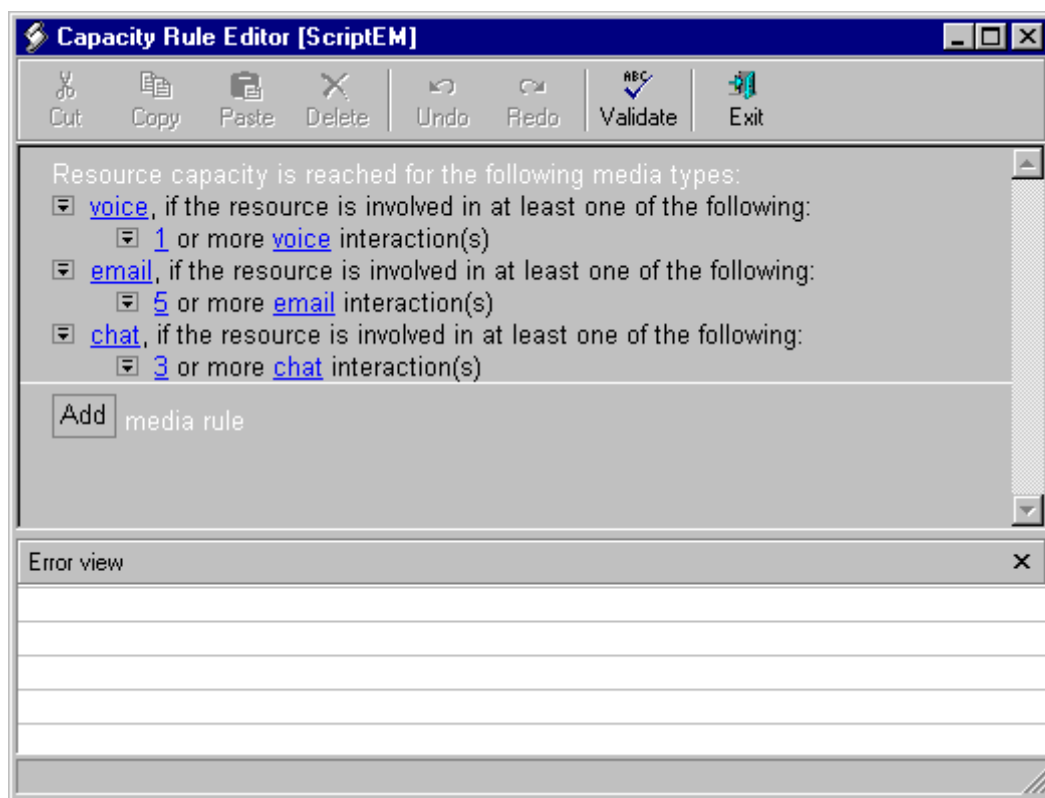 Capacity Rule Editor [ScriptEM]
Cut Copy Paste Delete Undo Redo ABC Validate Exit
Resource capacity is reached for the following media types:
voice, if the resource is involved in at least one of the following:
1 or more voice interaction(s)
email, if the resource is involved in at least one of the following:
5 or more email interaction(s)
chat, if the resource is involved in at least one of the following:
3 or more chat interaction(s)
Add media rule
Error view